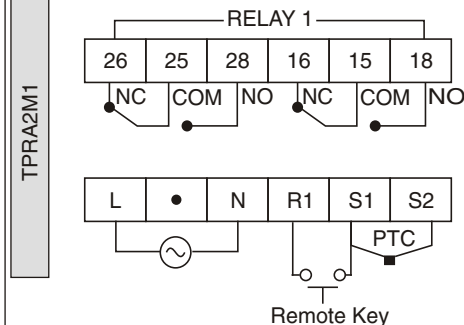 RELAY 1
26 25 28 16 15 18
NC COM NO NC COM NO
TPRA2M1
L • N R1 S1 S2
PTC
Remote Key